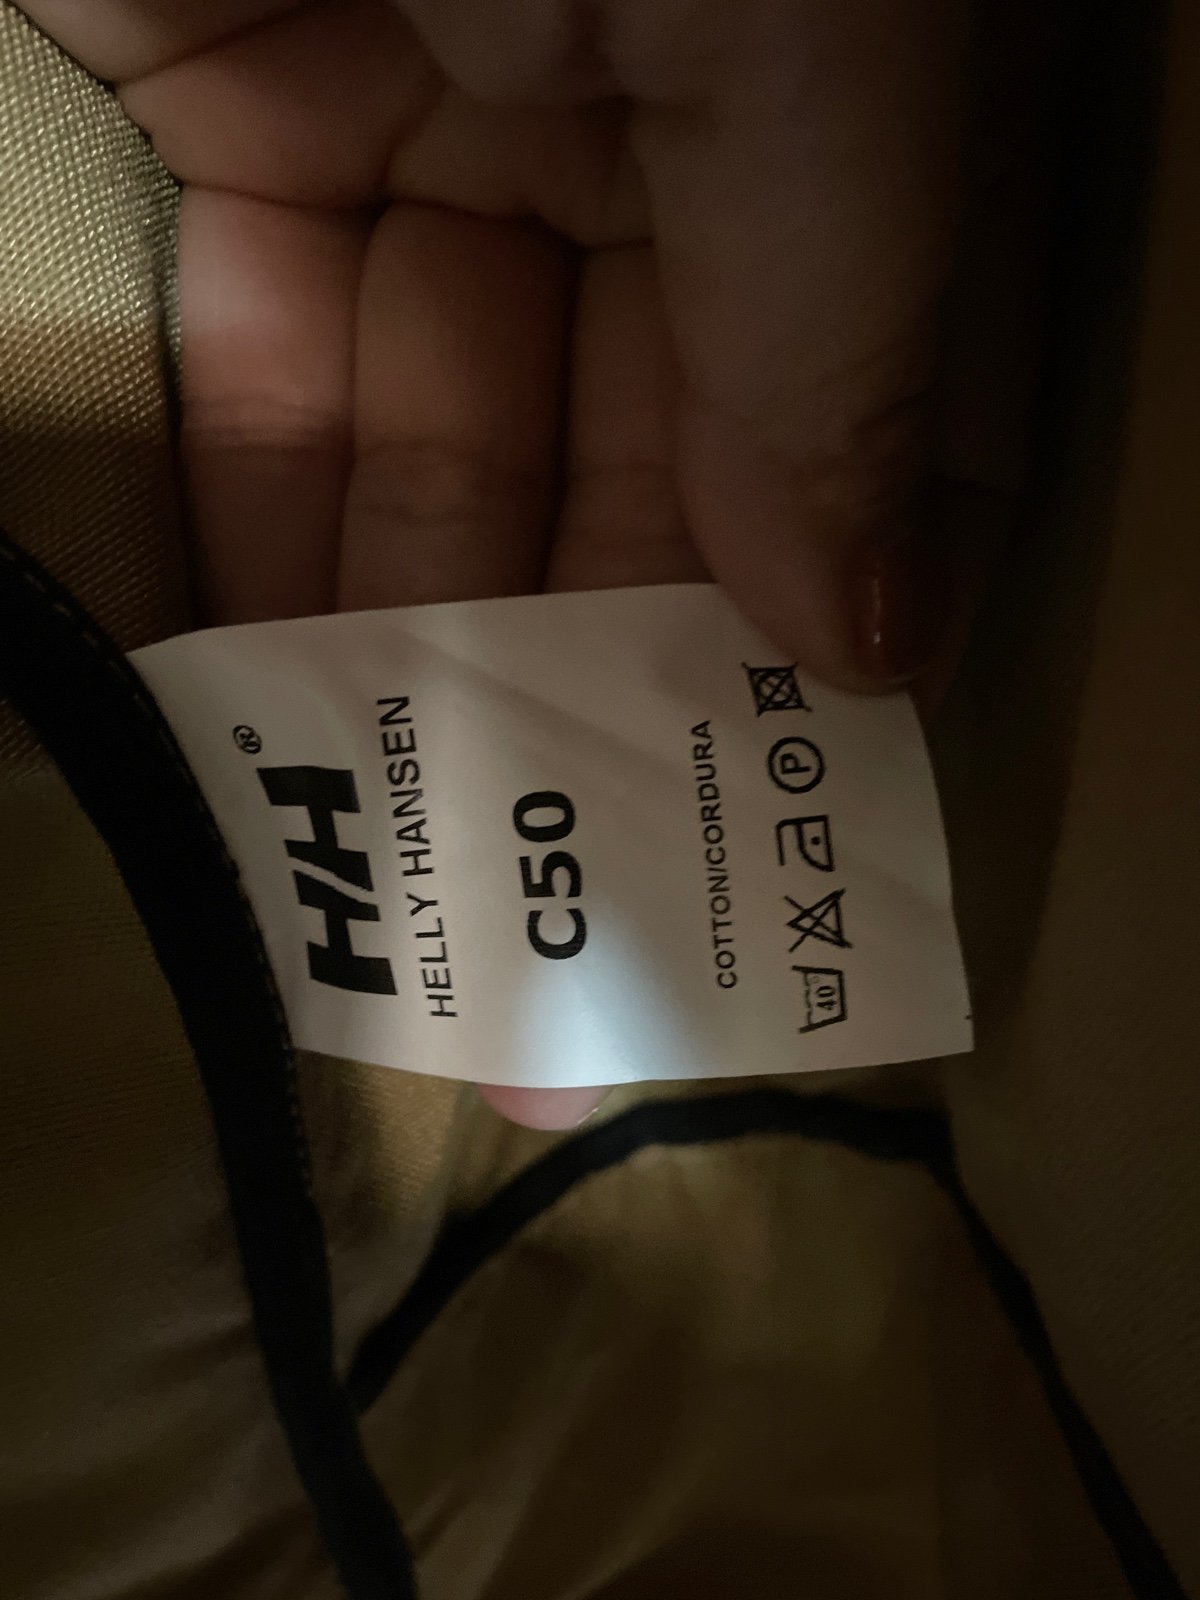 HH®
HELLY HANSEN
C50
COTTON/CORDURA
40 P